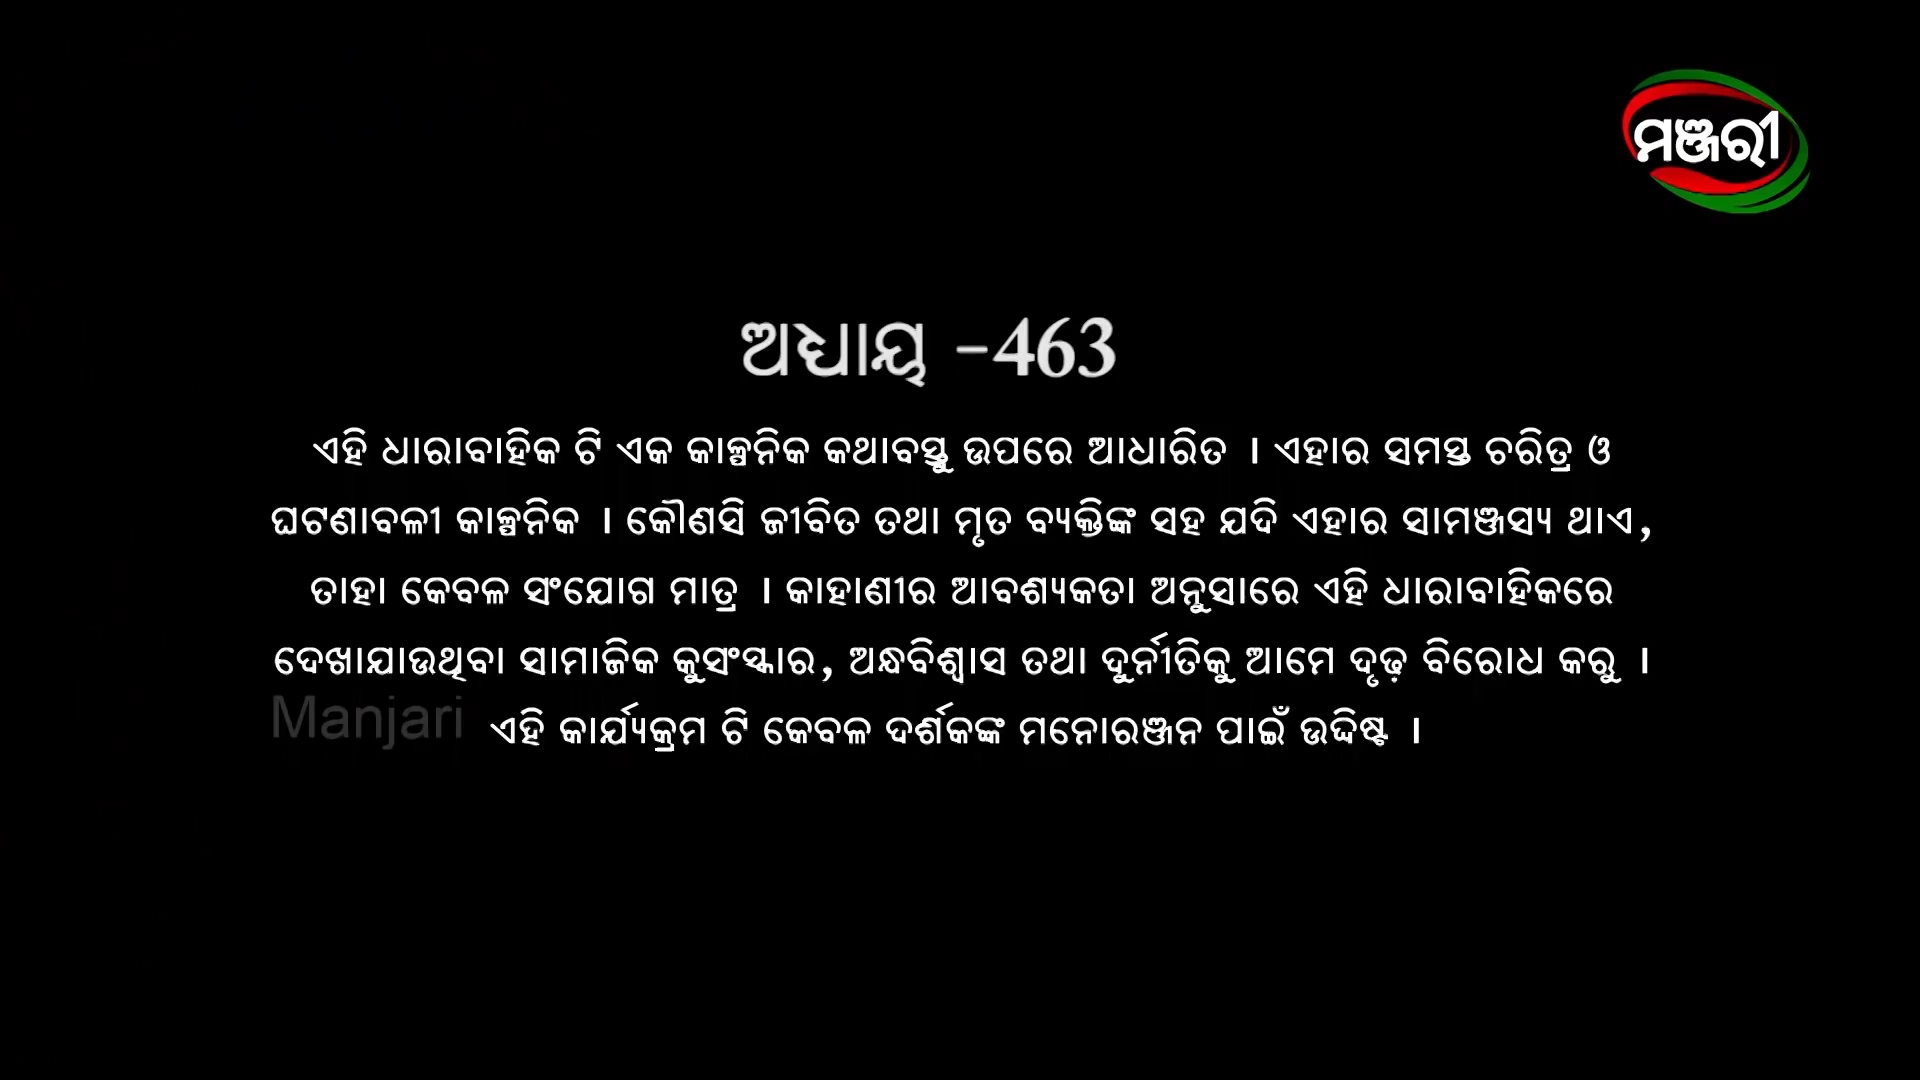 ମଞ୍ଜରୀ
ଅଧ୍ୟାୟ -463
ଏହି ଧାରାବାହିକ ଟି ଏକ କାଳ୍ପନିକ କଥାବସ୍ତୁ ଉପରେ ଆଧାରିତ । ଏହାର ସମସ୍ତ ଚରିତ୍ର ଓ
ଘଟଣାବଳୀ କାଳ୍ପନିକ । କୌଣସି ଜୀବିତ ତଥା ମୃତ ବ୍ୟକ୍ତିଙ୍କ ସହ ଯଦି ଏହାର ସାମଞ୍ଜସ୍ୟ ଥାଏ,
ତାହା କେବଳ ସଂଯୋଗ ମାତ୍ର । କାହାଣୀର ଆବଶ୍ୟକତା ଅନୁସାରେ ଏହି ଧାରାବାହିକରେ
ଦେଖାଯାଉଥିବା ସାମାଜିକ କୁସଂସ୍କାର, ଅନ୍ଧବିଶ୍ୱାସ ତଥା ଦୁର୍ନୀତିକୁ ଆମେ ଦୃଢ଼ ବିରୋଧ କରୁ ।
ଏହି କାର୍ଯ୍ୟକ୍ରମ ଟି କେବଳ ଦର୍ଶକଙ୍କ ମନୋରଞ୍ଜନ ପାଇଁ ଉଦ୍ଦିଷ୍ଟ ।
Manjari